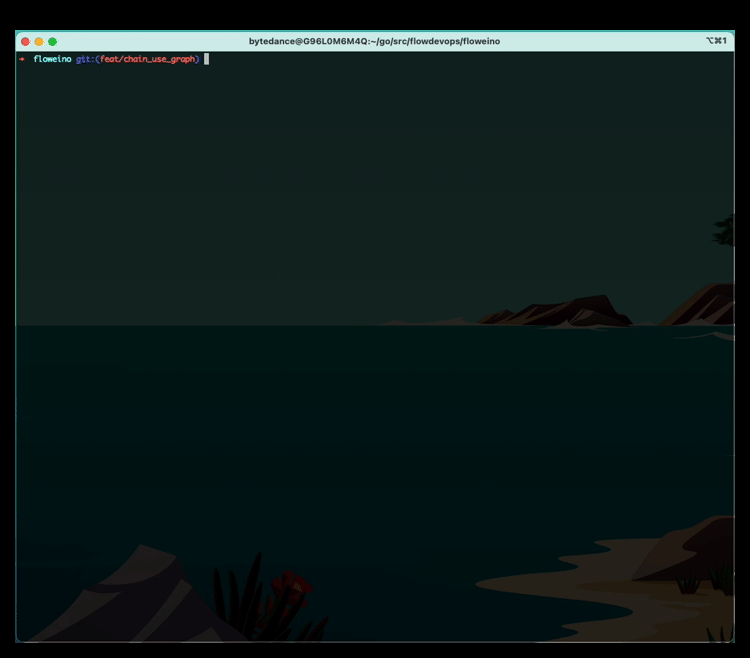 bytedance@G96L0M6M4Q:~/go/src/flowdevops/floweino
⌥⌘1
→ floweino git:(feat/chain_use_graph)